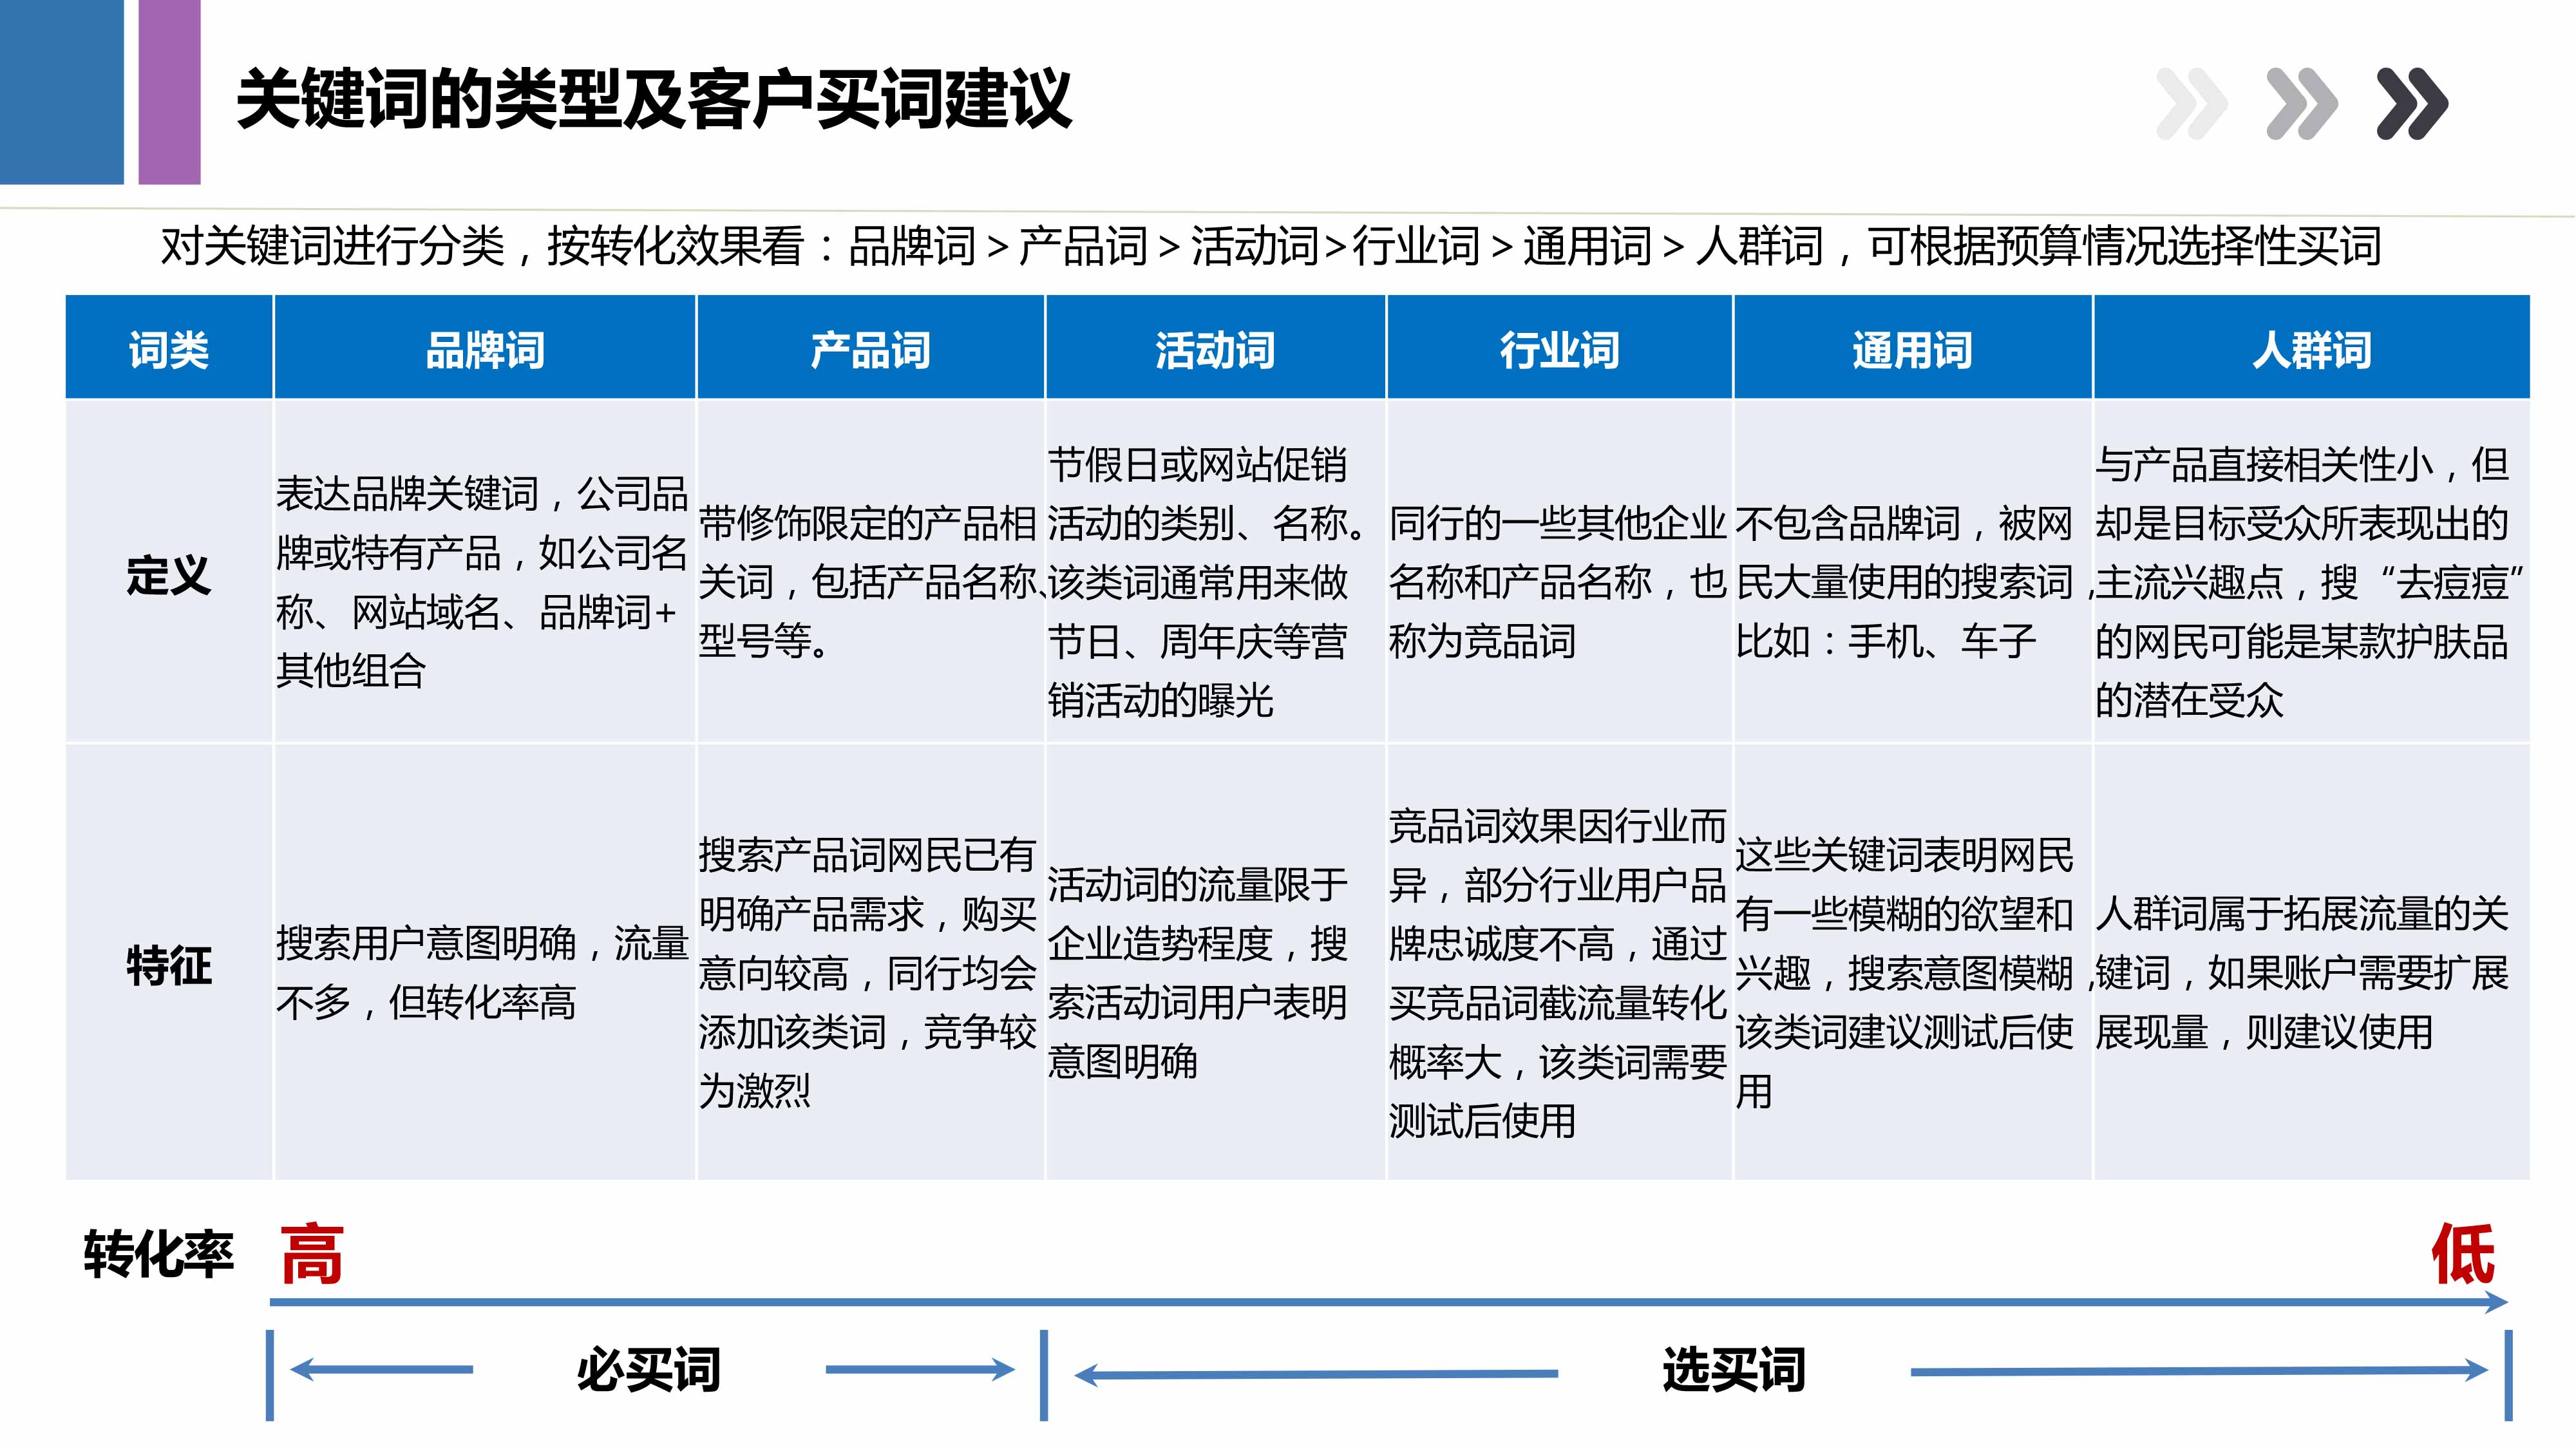 关键词的类型及客户买词建议
对关键词进行分类，按转化效果看：品牌词 > 产品词 > 活动词>行业词 > 通用词 > 人群词，可根据预算情况选择性买词
词类
品牌词
产品词
活动词
行业词
通用词
人群词
定义
表达品牌关键词，公司品
牌或特有产品，如公司名
称、网站域名、品牌词+
其他组合
带修饰限定的产品相
关词，包括产品名称、
型号等。
节假日或网站促销
活动的类别、名称。
该类词通常用来做
节日、周年庆等营
销活动的曝光
同行的一些其他企业
名称和产品名称，也
称为竞品词
不包含品牌词，被网
民大量使用的搜索词，
比如：手机、车子
与产品直接相关性小，但
却是目标受众所表现出的
主流兴趣点，搜“去痘痘”
的网民可能是某款护肤品
的潜在受众
特征
搜索用户意图明确，流量
不多，但转化率高
搜索产品词网民已有
明确产品需求，购买
意向较高，同行均会
添加该类词，竞争较
为激烈
活动词的流量限于
企业造势程度，搜
索活动词用户表明
意图明确
竞品词效果因行业而
异，部分行业用户品
牌忠诚度不高，通过
买竞品词截流量转化
概率大，该类词需要
测试后使用
这些关键词表明网民
有一些模糊的欲望和
兴趣，搜索意图模糊，
该类词建议测试后使
用
人群词属于拓展流量的关
键词，如果账户需要扩展
展现量，则建议使用
转化率
高
低
必买词
选买词